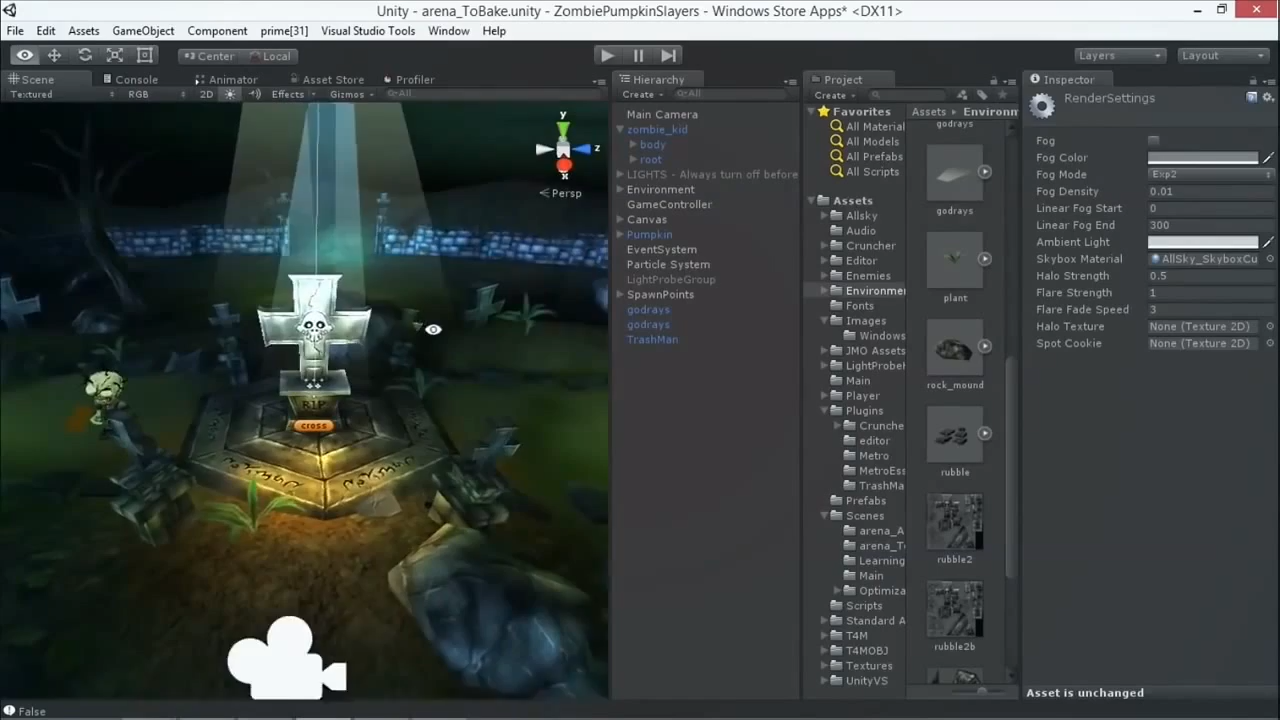 Unity - arena_ToBake.unity - ZombiePumpkinSlayers - Windows Store Apps* <DX11>
File Edit Assets GameObject Component prime[31] Visual Studio Tools Window Help
Center Local Layers Layout
Scene Console Animator Asset Store Profiler
Textured RGB 2D Effects Gizmos All
y
z
x
Persp
R.I.P
cross
Hierarchy
Create All
Main Camera
zombie_kid
body
root
LIGHTS - Always turn off before
Environment
GameController
Canvas
Pumpkin
EventSystem
Particle System
LightProbeGroup
SpawnPoints
godrays
godrays
TrashMan
Project
Create
Favorites
All Material
All Models
All Prefabs
All Scripts
Assets
Allsky
Audio
Cruncher
Editor
Enemies
Environmen
Fonts
Images
Windows
JMO Assets
LightProbeH
Main
Player
Plugins
Crunche
editor
Metro
MetroEss
TrashMa
Prefabs
Scenes
arena_A
arena_To
Learning
Main
Optimiza
Scripts
Standard A
T4M
T4MOBJ
Textures
UnityVS
Assets Environm
godrays
godrays
plant
rock_mound
rubble
rubble2
rubble2b
Inspector
RenderSettings
Fog
Fog Color
Fog Mode Exp2
Fog Density 0.01
Linear Fog Start 0
Linear Fog End 300
Ambient Light
Skybox Material AllSky_SkyboxCu
Halo Strength 0.5
Flare Strength 1
Flare Fade Speed 3
Halo Texture None (Texture 2D)
Spot Cookie None (Texture 2D)
Asset is unchanged
False